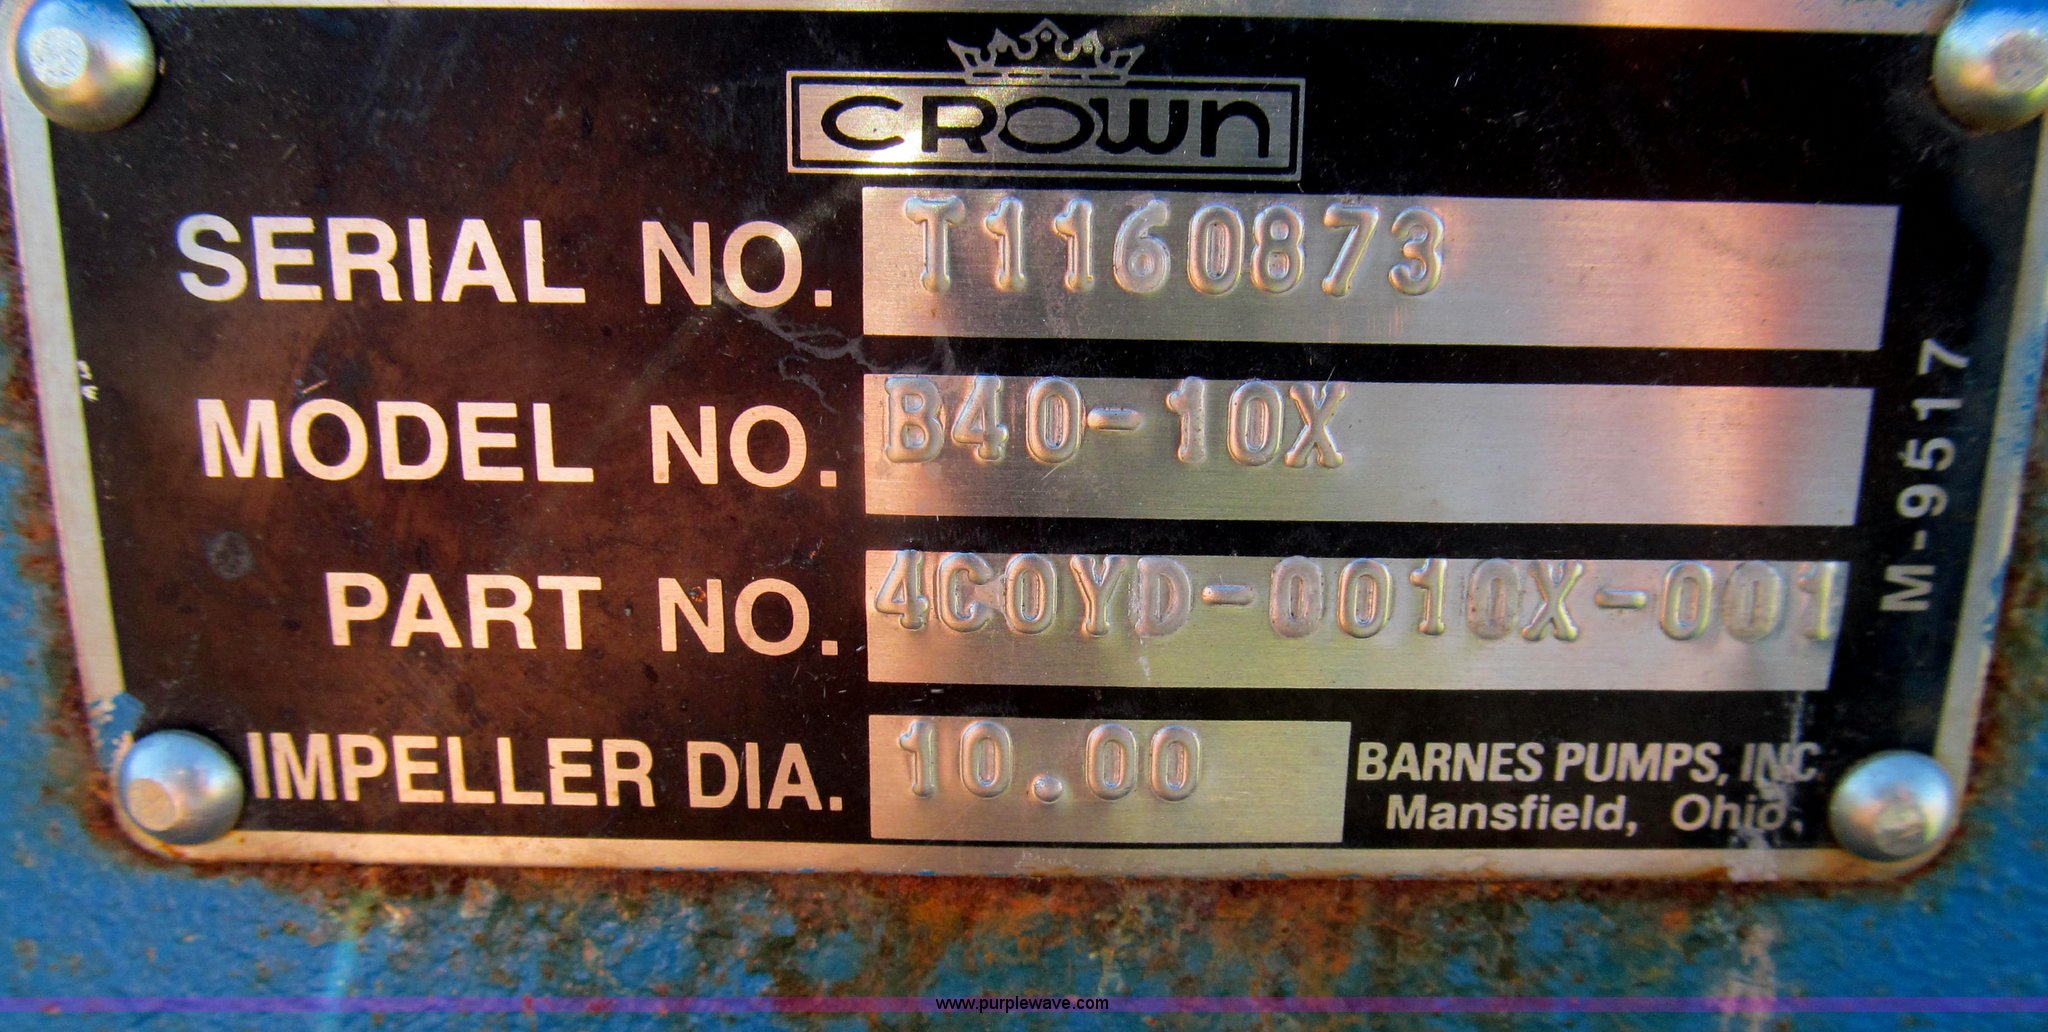 CROWN
SERIAL NO. T1160873
MODEL NO. B40-10X
PART NO. 4COYD-0010X-001
IMPELLER DIA. 10.00
BARNES PUMPS, INC.
Mansfield, Ohio.
M-9517
www.purplewave.com